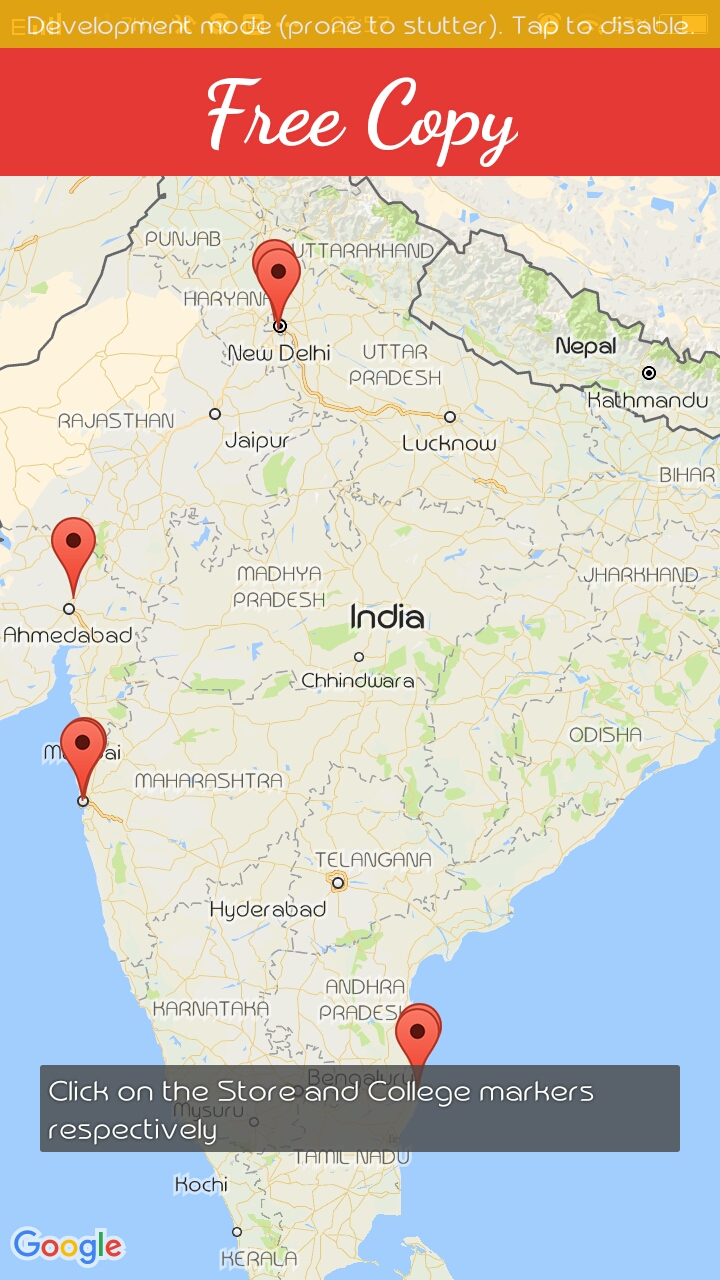 Development mode (prone to stutter). Tap to disable.
Free Copy
PUNJAB
UTTARAKHAND
HARYANA
New Delhi
UTTAR
PRADESH
Nepal
Kathmandu
RAJASTHAN
Jaipur
Lucknow
BIHAR
MADHYA
PRADESH
JHARKHAND
India
Ahmedabad
Chhindwara
ODISHA
MAHARASHTRA
TELANGANA
Hyderabad
ANDHRA
PRADESH
KARNATAKA
Bengaluru
Click on the Store and College markers
respectively
Mysuru
TAMIL NADU
Kochi
Google
KERALA